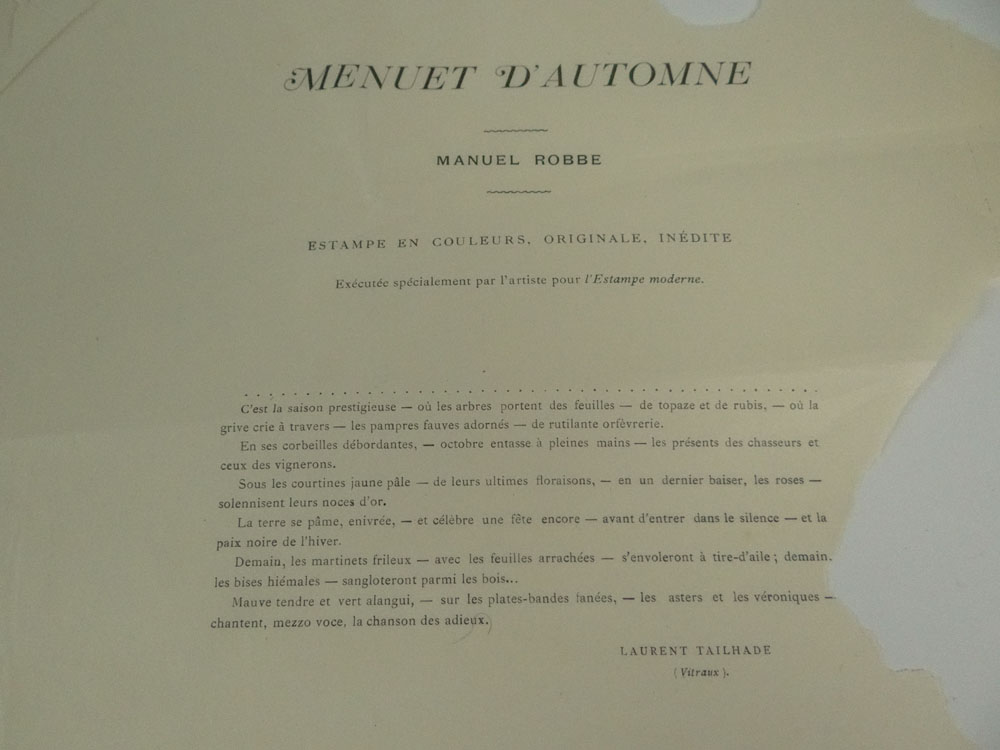 MENUET D'AUTOMNE
MANUEL ROBBE
ESTAMPE EN COULEURS, ORIGINALE, INÉDITE
Exécutée spécialement par l'artiste pour l'Estampe moderne.
. . . . . . . . . . . . . . . . . . . . . . . . . . . . . . . . . . . . . . . . . . .
C'est la saison prestigieuse — où les arbres portent des feuilles — de topaze et de rubis, — où la
grive crie à travers — les pampres fauves adornés — de rutilante orfèvrerie.
En ses corbeilles débordantes, — octobre entasse à pleines mains — les présents des chasseurs et
ceux des vignerons.
Sous les courtines jaune pâle — de leurs ultimes floraisons, — en un dernier baiser, les roses —
solennisent leurs noces d'or.
La terre se pâme, enivrée, — et célèbre une fête encore — avant d'entrer dans le silence — et la
paix noire de l'hiver.
Demain, les martinets frileux — avec les feuilles arrachées — s'envoleront à tire-d'aile ; demain,
les bises hiémales — sangloteront parmi les bois...
Mauve tendre et vert alangui, — sur les plates-bandes fanées, — les asters et les véroniques —
chantent, mezzo voce, la chanson des adieux.
LAURENT TAILHADE
(Vitraux).